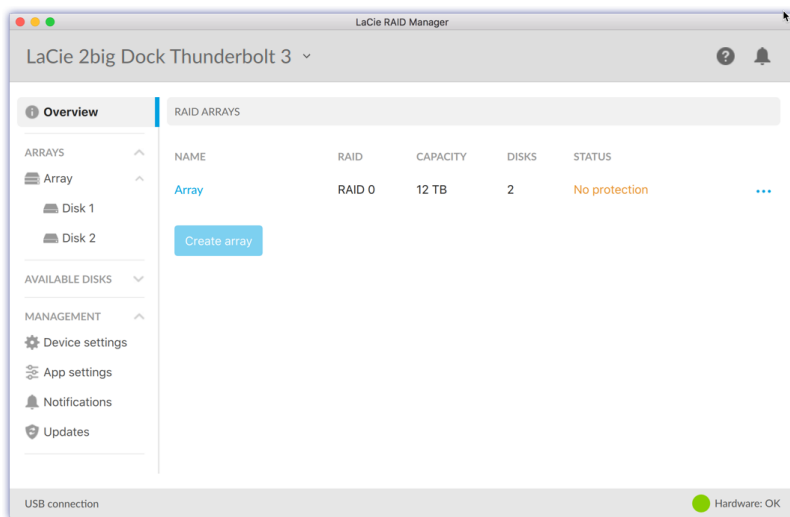 LaCie RAID Manager
LaCie 2big Dock Thunderbolt 3
Overview
ARRAYS
Array
Disk 1
Disk 2
AVAILABLE DISKS
MANAGEMENT
Device settings
App settings
Notifications
Updates
RAID ARRAYS
NAME RAID CAPACITY DISKS STATUS
Array RAID 0 12 TB 2 No protection
Create array
USB connection
Hardware: OK